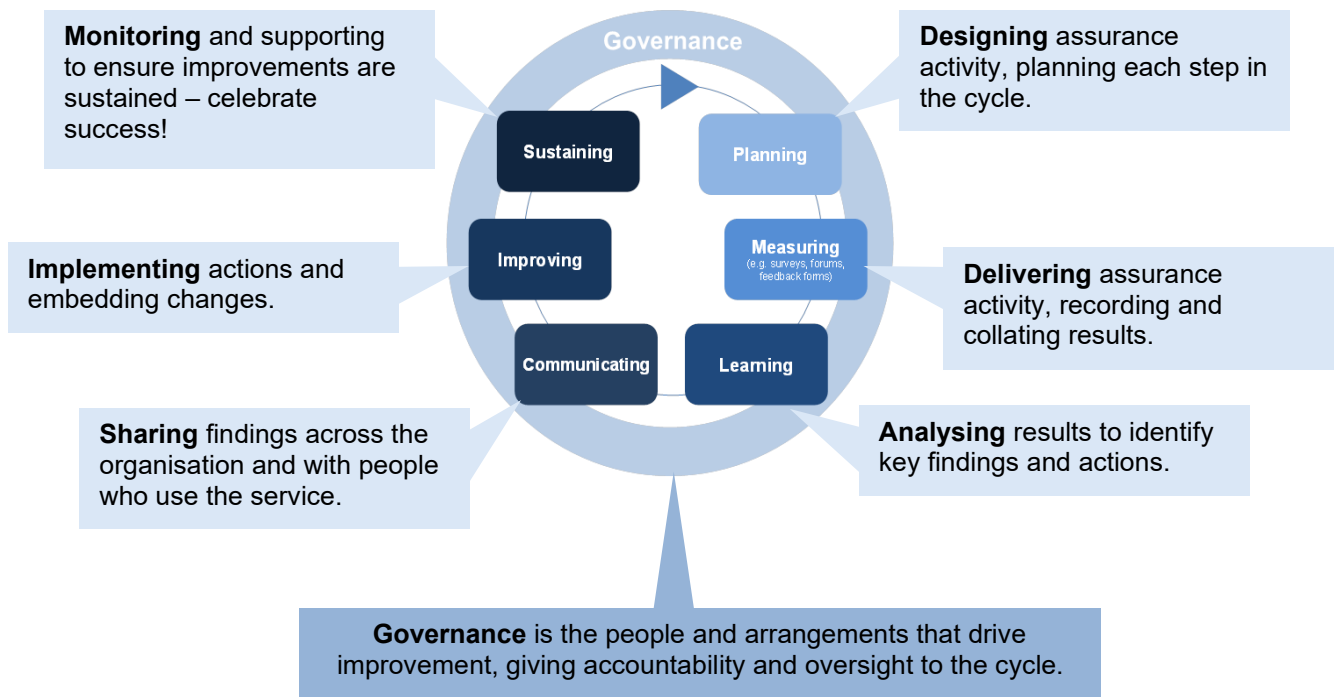 Governance
Monitoring and supporting
to ensure improvements are
sustained – celebrate
success!
Designing assurance
activity, planning each step in
the cycle.
Sustaining
Planning
Implementing actions and
embedding changes.
Improving
Measuring
(e.g. surveys, forums,
feedback forms)
Delivering assurance
activity, recording and
collating results.
Communicating
Learning
Sharing findings across the
organisation and with people
who use the service.
Analysing results to identify
key findings and actions.
Governance is the people and arrangements that drive
improvement, giving accountability and oversight to the cycle.